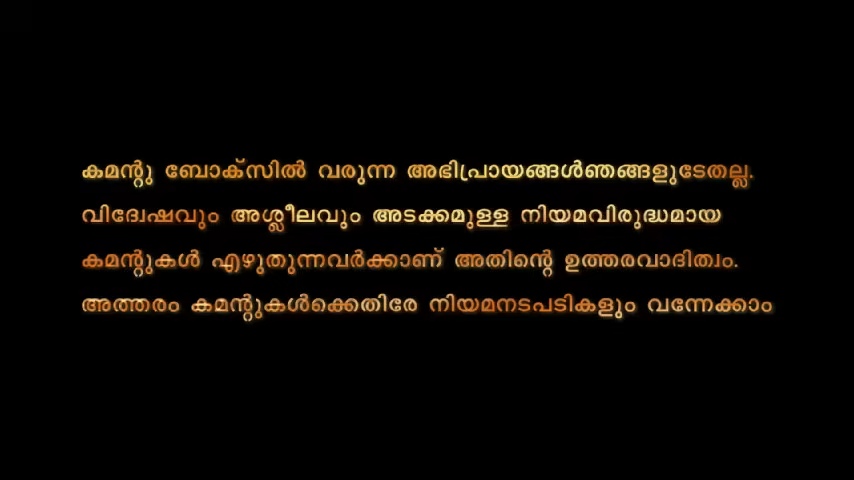 കമന്റു ബോക്സിൽ വരുന്ന അഭിപ്രായങ്ങൾഞങ്ങളുടേതല്ല.
വിദ്വേഷവും അശ്ലീലവും അടക്കമുള്ള നിയമവിരുദ്ധമായ
കമന്റുകൾ എഴുതുന്നവർക്കാണ് അതിന്റെ ഉത്തരവാദിത്വം.
അത്തരം കമന്റുകൾക്കെതിരേ നിയമനടപടികളും വന്നേക്കാം